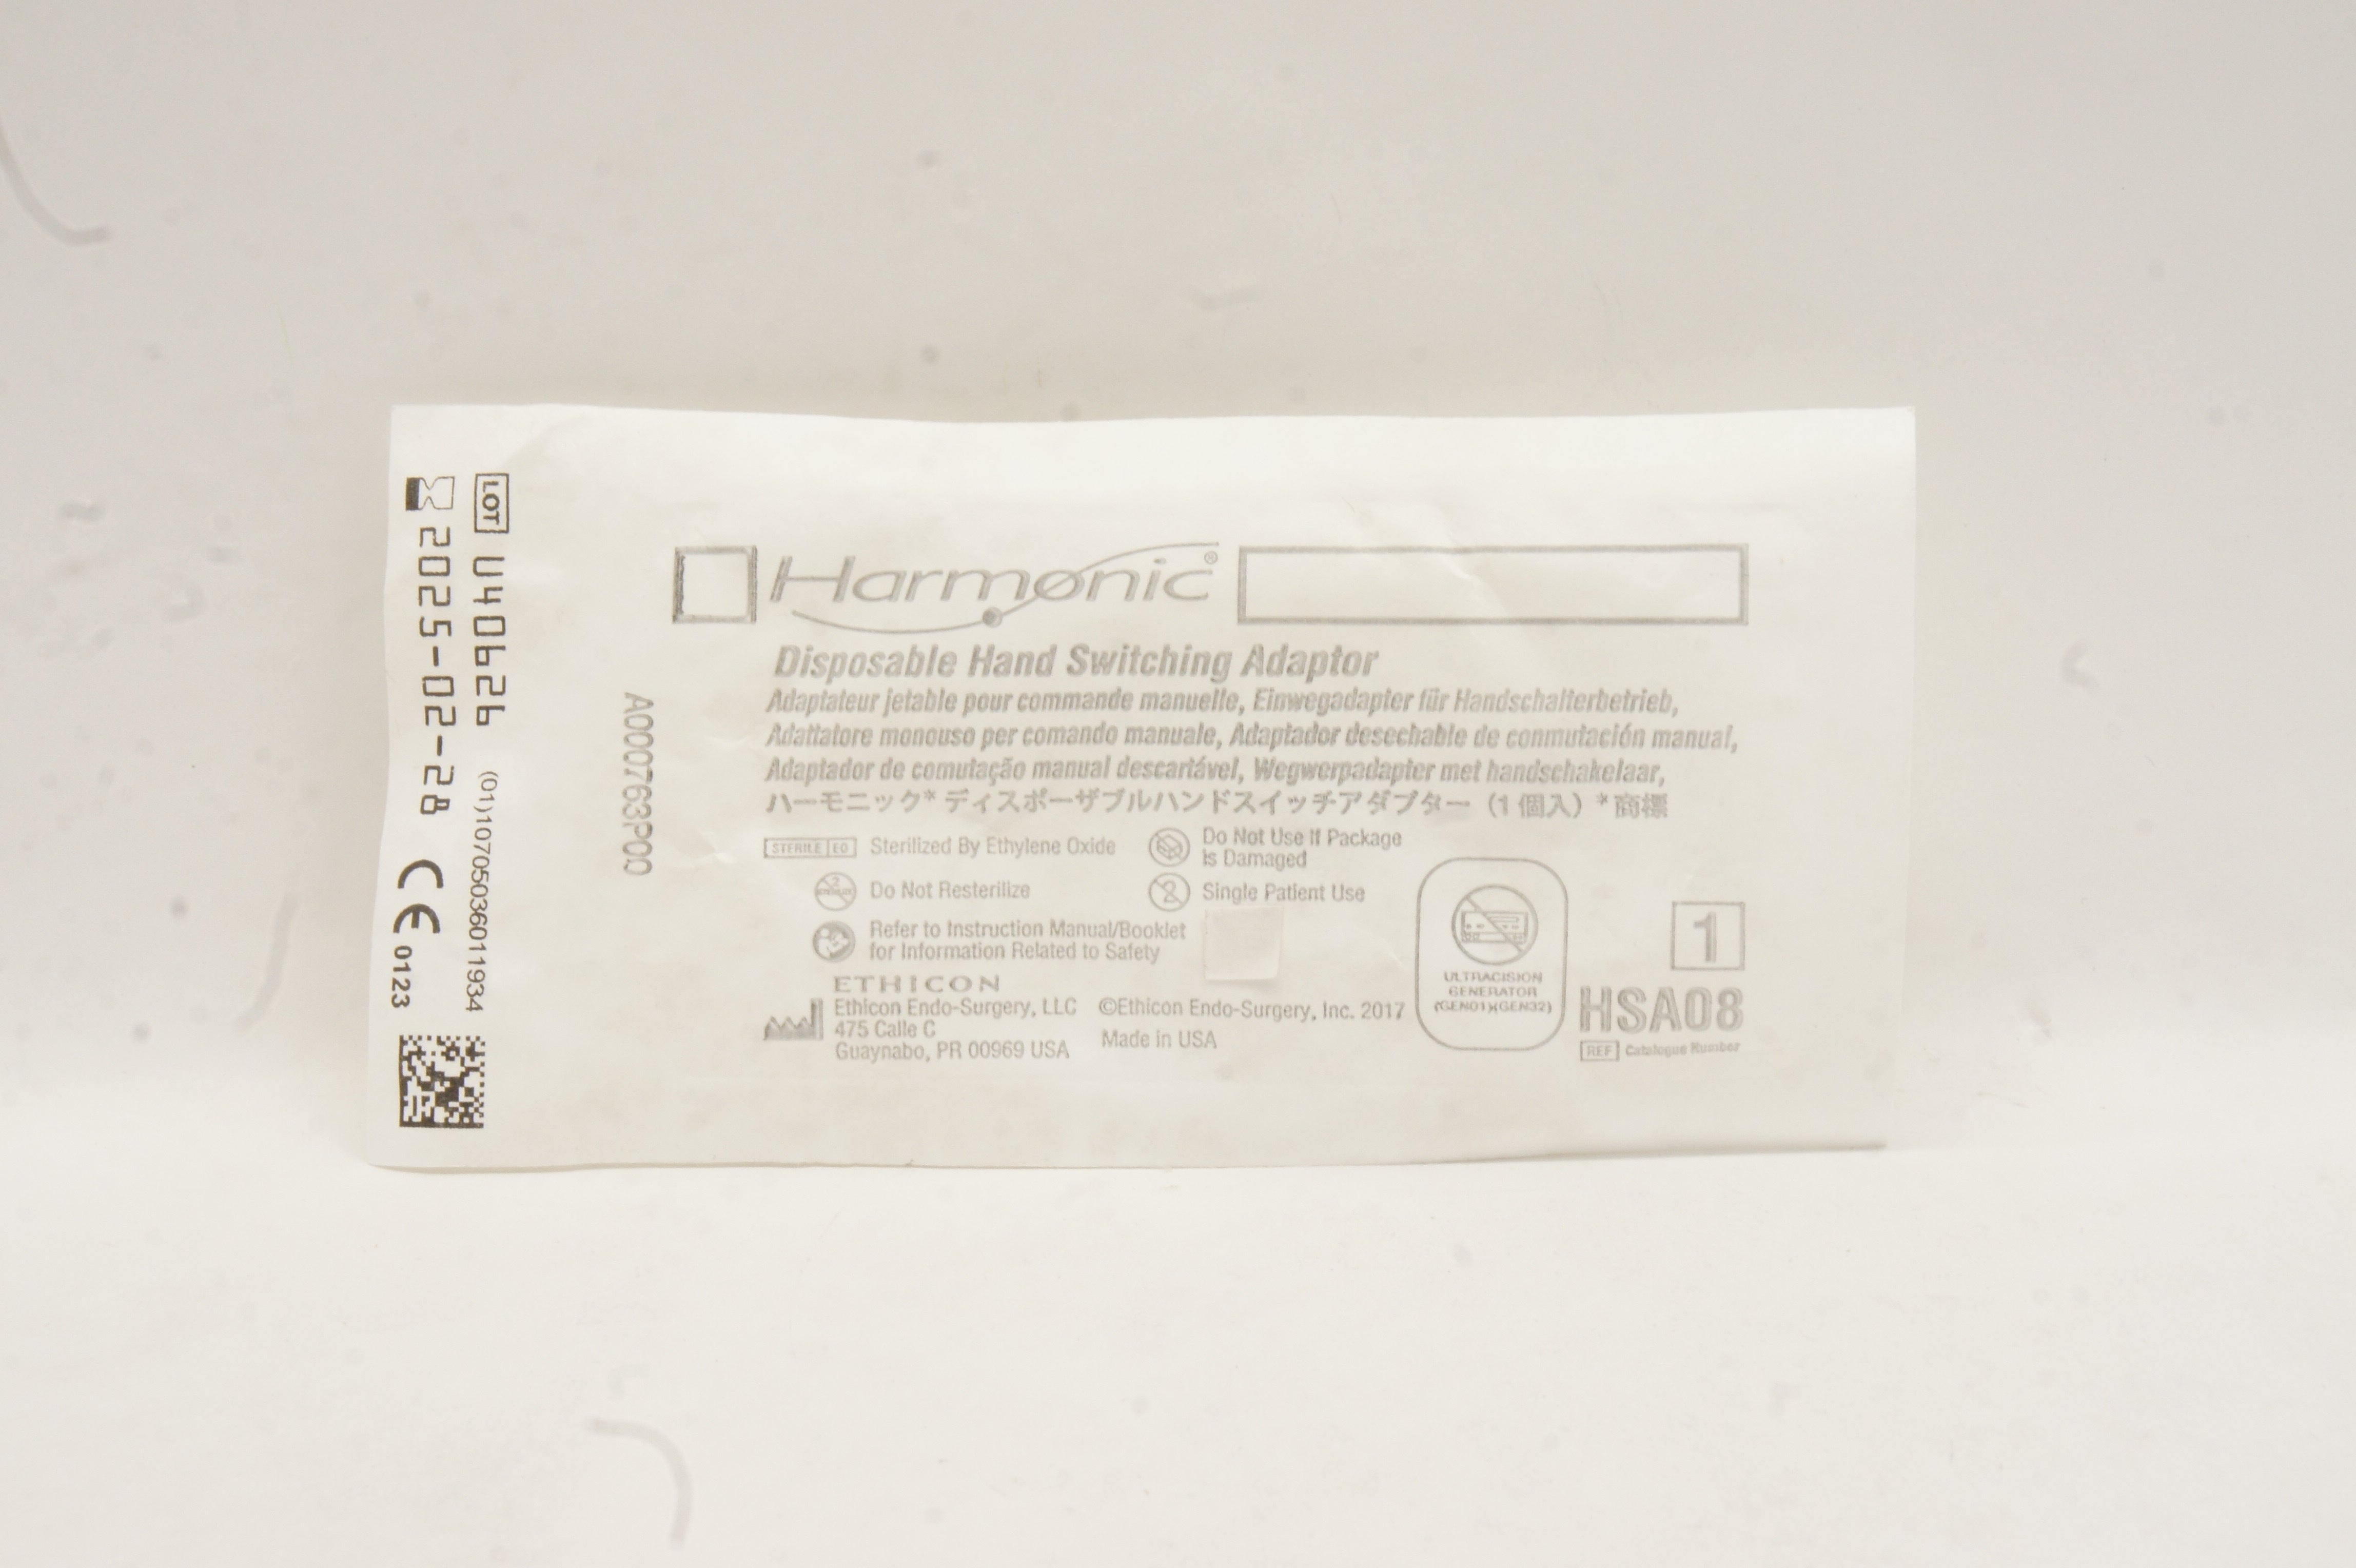 LOT U40626 (01)10705036011934
2025-02-28 CE 0123
A000763P00
Harmonic®
Disposable Hand Switching Adaptor
Adaptateur jetable pour commande manuelle, Einwegadapter für Handschalterbetrieb,
Adattatore monouso per comando manuale, Adaptador desechable de conmutación manual,
Adaptador de comutação manual descartável, Wegwerpadapter met handschakelaar,
ハーモニック* ディスポーザブルハンドスイッチアダプター (1個入) *商標
STERILE EO Sterilized By Ethylene Oxide
Do Not Use If Package
Is Damaged
Do Not Resterilize
2 Single Patient Use
Refer to Instruction Manual/Booklet
for Information Related to Safety
ETHICON
Ethicon Endo-Surgery, LLC
475 Calle C
Guaynabo, PR 00969 USA
©Ethicon Endo-Surgery, Inc. 2017
Made in USA
ULTRACISION
GENERATOR
(GEN01)(GEN32)
1
HSA08
REF Catalogue Number